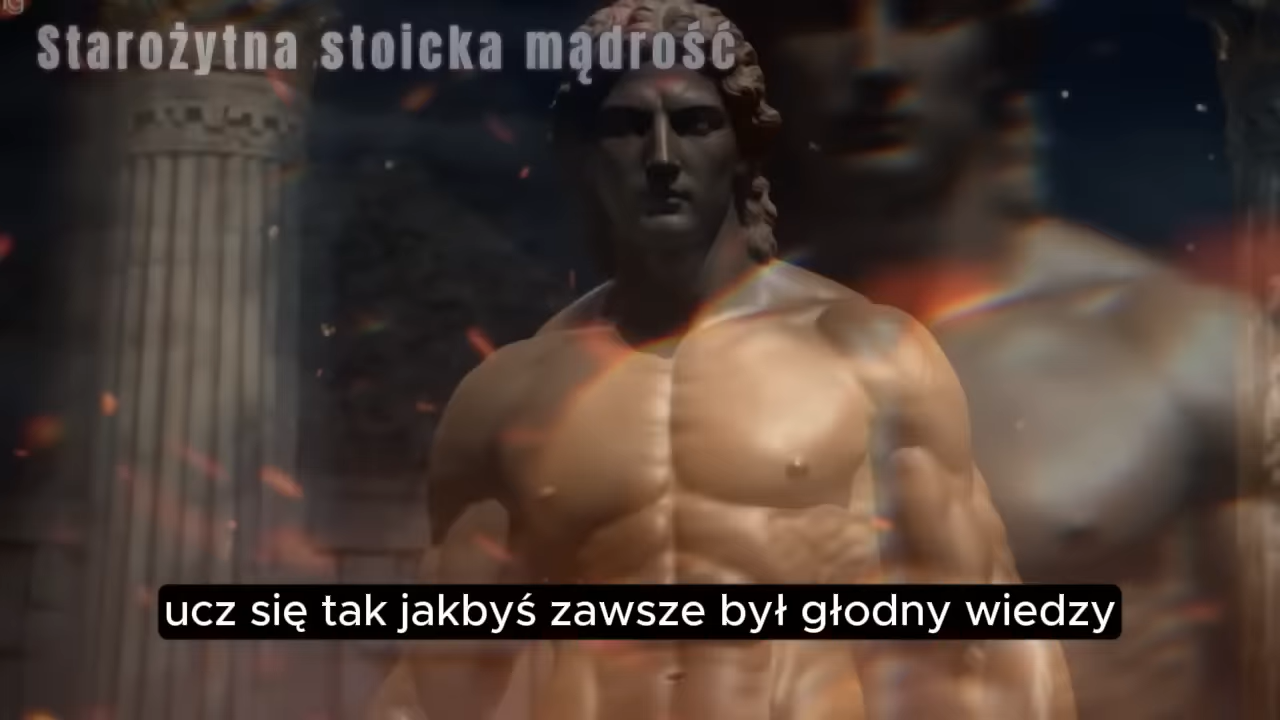 Starożytna stoicka mądrość
ucz się tak jakbyś zawsze był głodny wiedzy